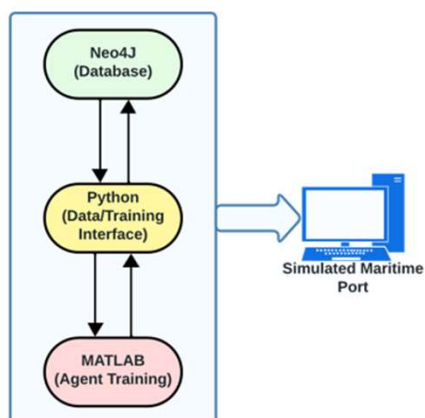 Neo4J
(Database)
Python
(Data/Training
Interface)
MATLAB
(Agent Training)
Simulated Maritime
Port